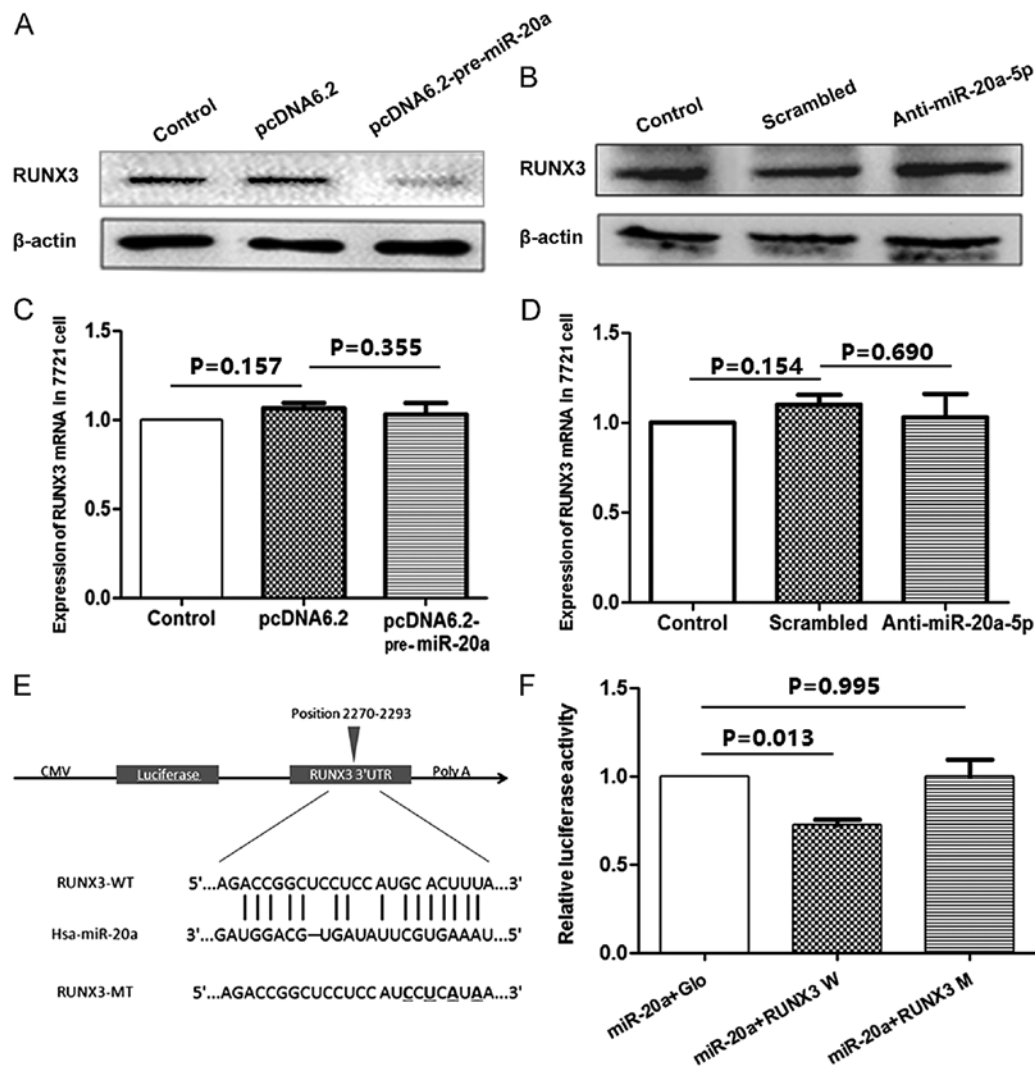 A
Control
pcDNA6.2
pcDNA6.2-pre-miR-20a
RUNX3
β-actin
B
Control
Scrambled
Anti-miR-20a-5p
RUNX3
β-actin
C
Expression of RUNX3 mRNA in 7721 cell
1.5
1.0
0.5
0.0
P=0.157
P=0.355
Control
pcDNA6.2
pcDNA6.2-
pre-miR-20a
D
Expression of RUNX3 mRNA in 7721 cell
1.5
1.0
0.5
0.0
P=0.154
P=0.690
Control
Scrambled
Anti-miR-20a-5p
E
Position 2270-2293
CMV
Luciferase
RUNX3 3'UTR
Poly A
RUNX3-WT 5'...AGACCGGCUCCUCC AUGC ACUUUA...3'
Hsa-miR-20a 3'...GAUGGACG—UGAUAUUCGUGAAAU...5'
RUNX3-MT 5'...AGACCGGCUCCUCC AUCCUCAUAA...3'
F
Relative luciferase activity
1.5
1.0
0.5
0.0
P=0.995
P=0.013
miR-20a+Glo
miR-20a+RUNX3 W
miR-20a+RUNX3 M